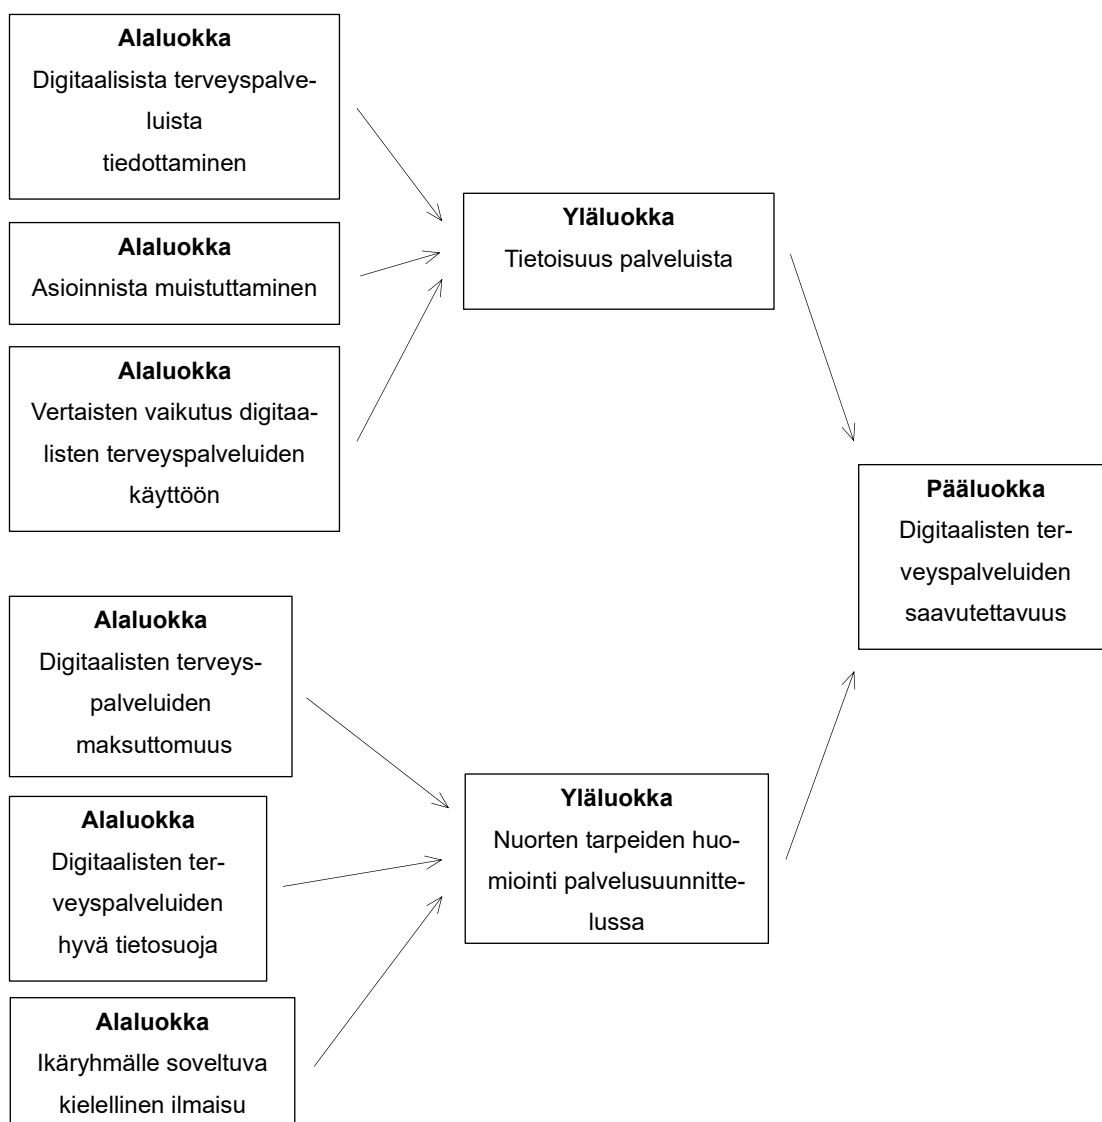 Alaluokka
Digitaalisista terveyspalve-
luista
tiedottaminen
Alaluokka
Asioinnista muistuttaminen
Alaluokka
Vertaisten vaikutus digitaa-
listen terveyspalveluiden
käyttöön
Yläluokka
Tietoisuus palveluista
Alaluokka
Digitaalisten terveys-
palveluiden
maksuttomuus
Alaluokka
Digitaalisten ter-
veyspalveluiden
hyvä tietosuoja
Alaluokka
Ikäryhmälle soveltuva
kielellinen ilmaisu
Yläluokka
Nuorten tarpeiden huo-
miointi palvelusuunnitte-
lussa
Pääluokka
Digitaalisten ter-
veyspalveluiden
saavutettavuus